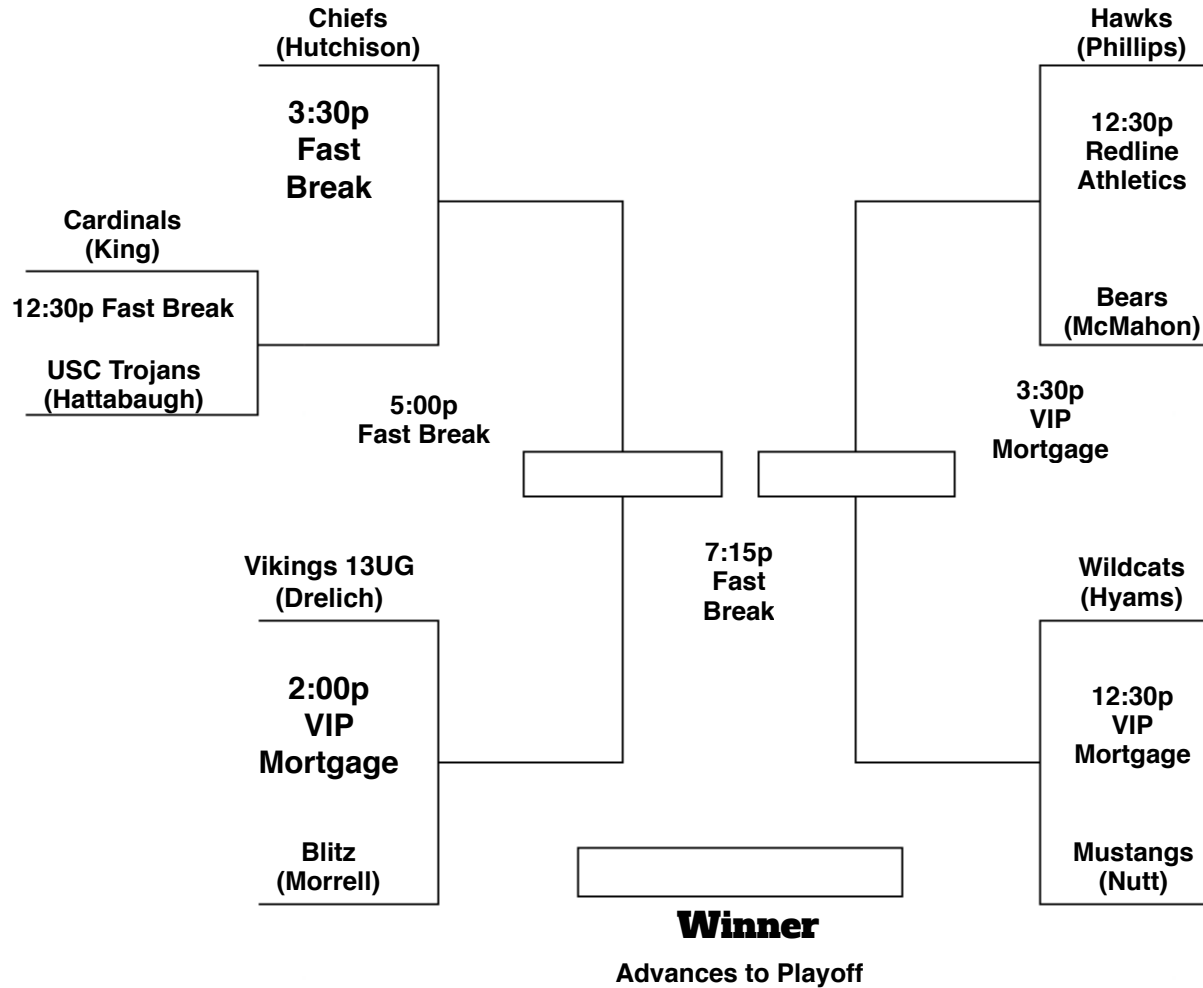 Chiefs
(Hutchison)
3:30p
Fast
Break
Cardinals
(King)
12:30p Fast Break
USC Trojans
(Hattabaugh)
5:00p
Fast Break
Vikings 13UG
(Drelich)
2:00p
VIP
Mortgage
Blitz
(Morrell)
7:15p
Fast
Break
Hawks
(Phillips)
12:30p
Redline
Athletics
Bears
(McMahon)
3:30p
VIP
Mortgage
Wildcats
(Hyams)
12:30p
VIP
Mortgage
Mustangs
(Nutt)
Winner
Advances to Playoff